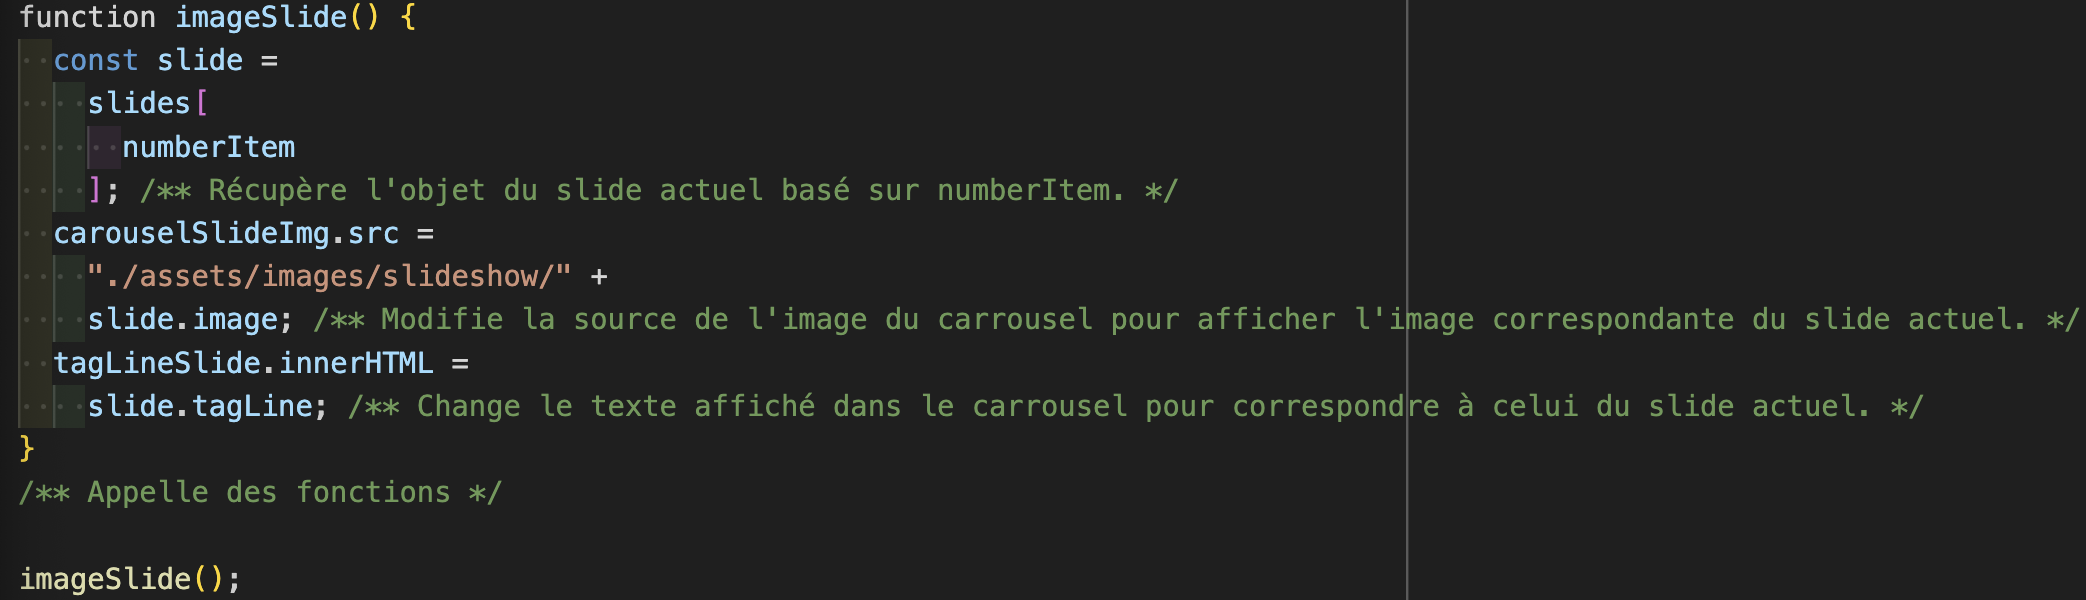 function imageSlide() {
const slide =
slides[
numberItem
]; /** Récupère l'objet du slide actuel basé sur numberItem. */
carouselSlideImg.src =
"./assets/images/slideshow/" +
slide.image; /** Modifie la source de l'image du carrousel pour afficher l'image correspondante du slide actuel. */
tagLineSlide.innerHTML =
slide.tagLine; /** Change le texte affiché dans le carrousel pour correspondre à celui du slide actuel. */
}
/** Appelle des fonctions */
imageSlide();